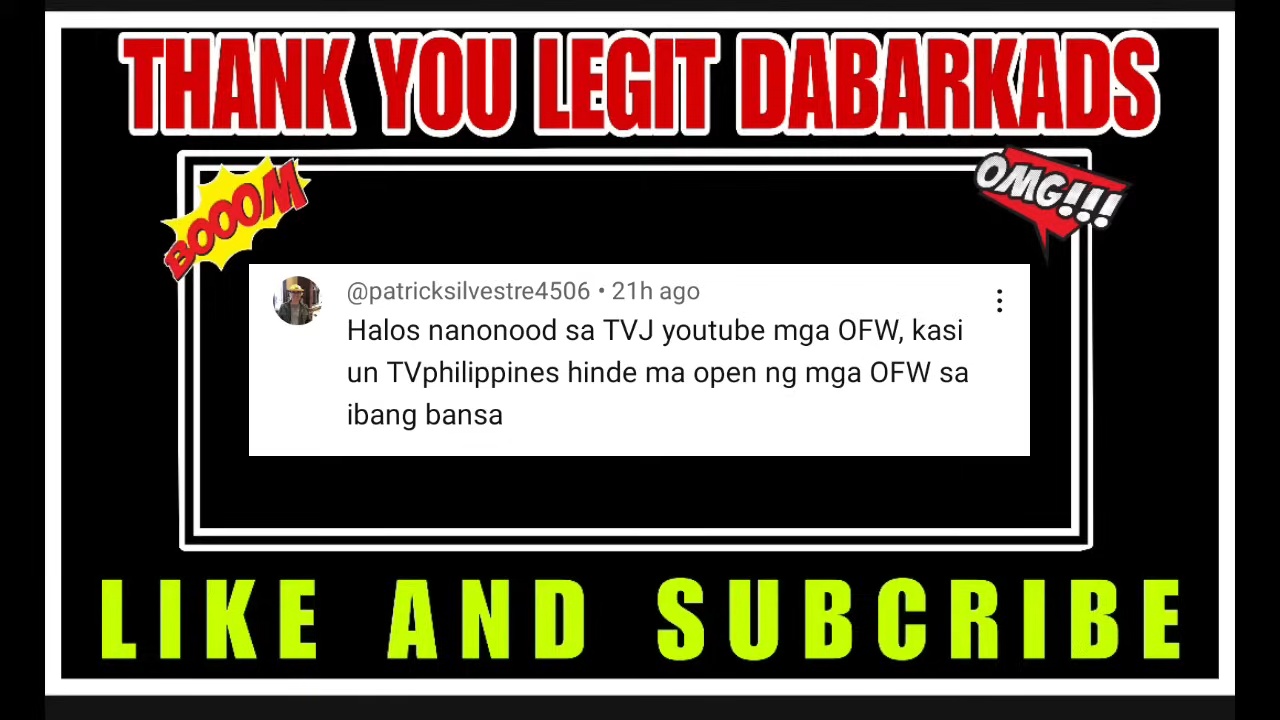 THANK YOU LEGIT DABARKADS
BOOOM
OMG!!!
@patricksilvestre4506 • 21h ago
Halos nanonood sa TVJ youtube mga OFW, kasi
un TVphilippines hinde ma open ng mga OFW sa
ibang bansa
LIKE AND SUBCRIBE